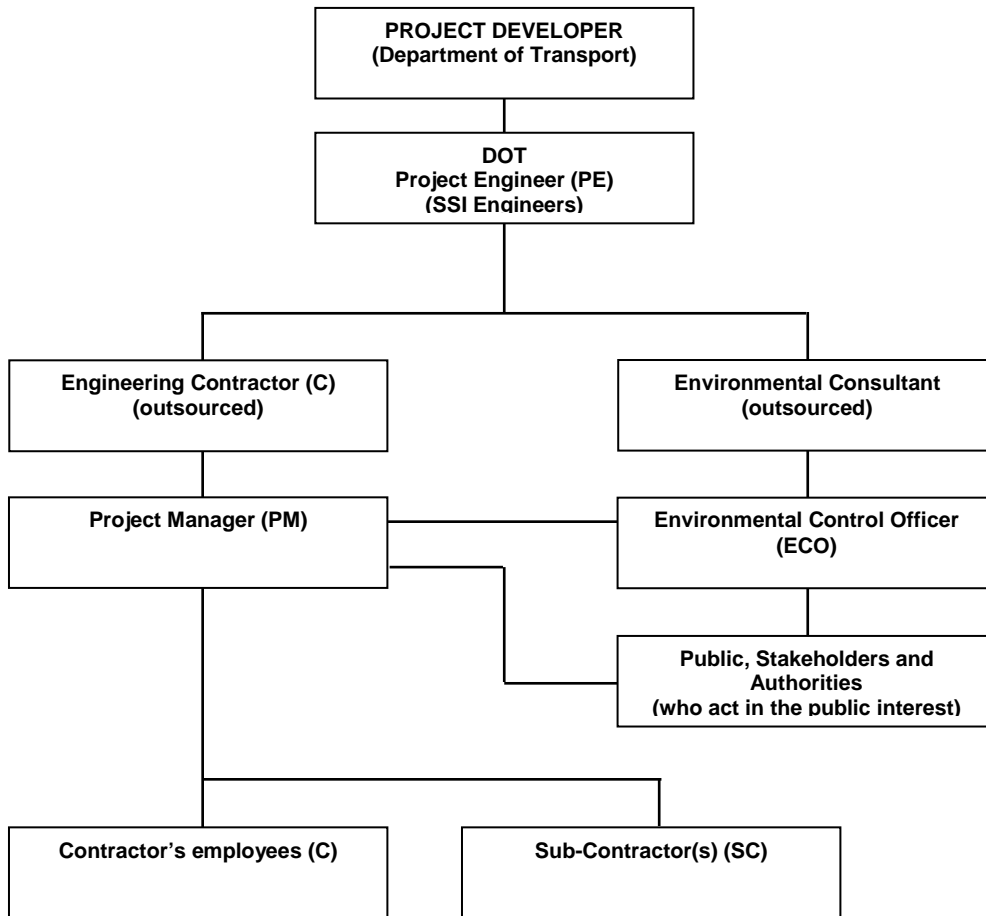 PROJECT DEVELOPER
(Department of Transport)
DOT
Project Engineer (PE)
(SSI Engineers)
Engineering Contractor (C)
(outsourced)
Environmental Consultant
(outsourced)
Project Manager (PM)
Environmental Control Officer
(ECO)
Public, Stakeholders and
Authorities
(who act in the public interest)
Contractor’s employees (C)
Sub-Contractor(s) (SC)